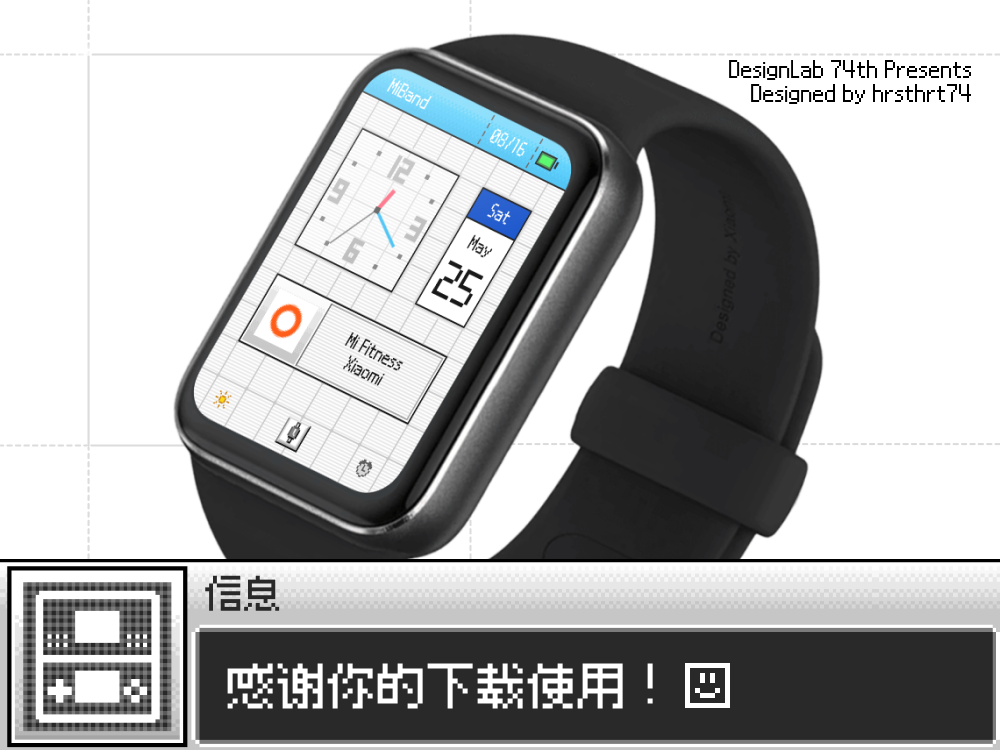 DesignLab 74th Presents
Designed by hrsthrt74
MiBand
08/16
12
9
3
6
Sat
May
25
Mi Fitness
Xiaomi
Designed by Xiaomi
信息
感谢你的下载使用！